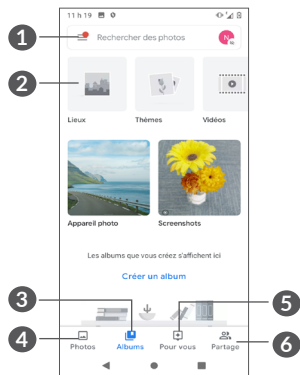 11 h 19
1
Rechercher des photos
N
2
Lieux Thèmes Vidéos
Appareil photo Screenshots
Les albums que vous créez s'affichent ici
Créer un album
3
5
4
Photos Albums Pour vous Partage
6